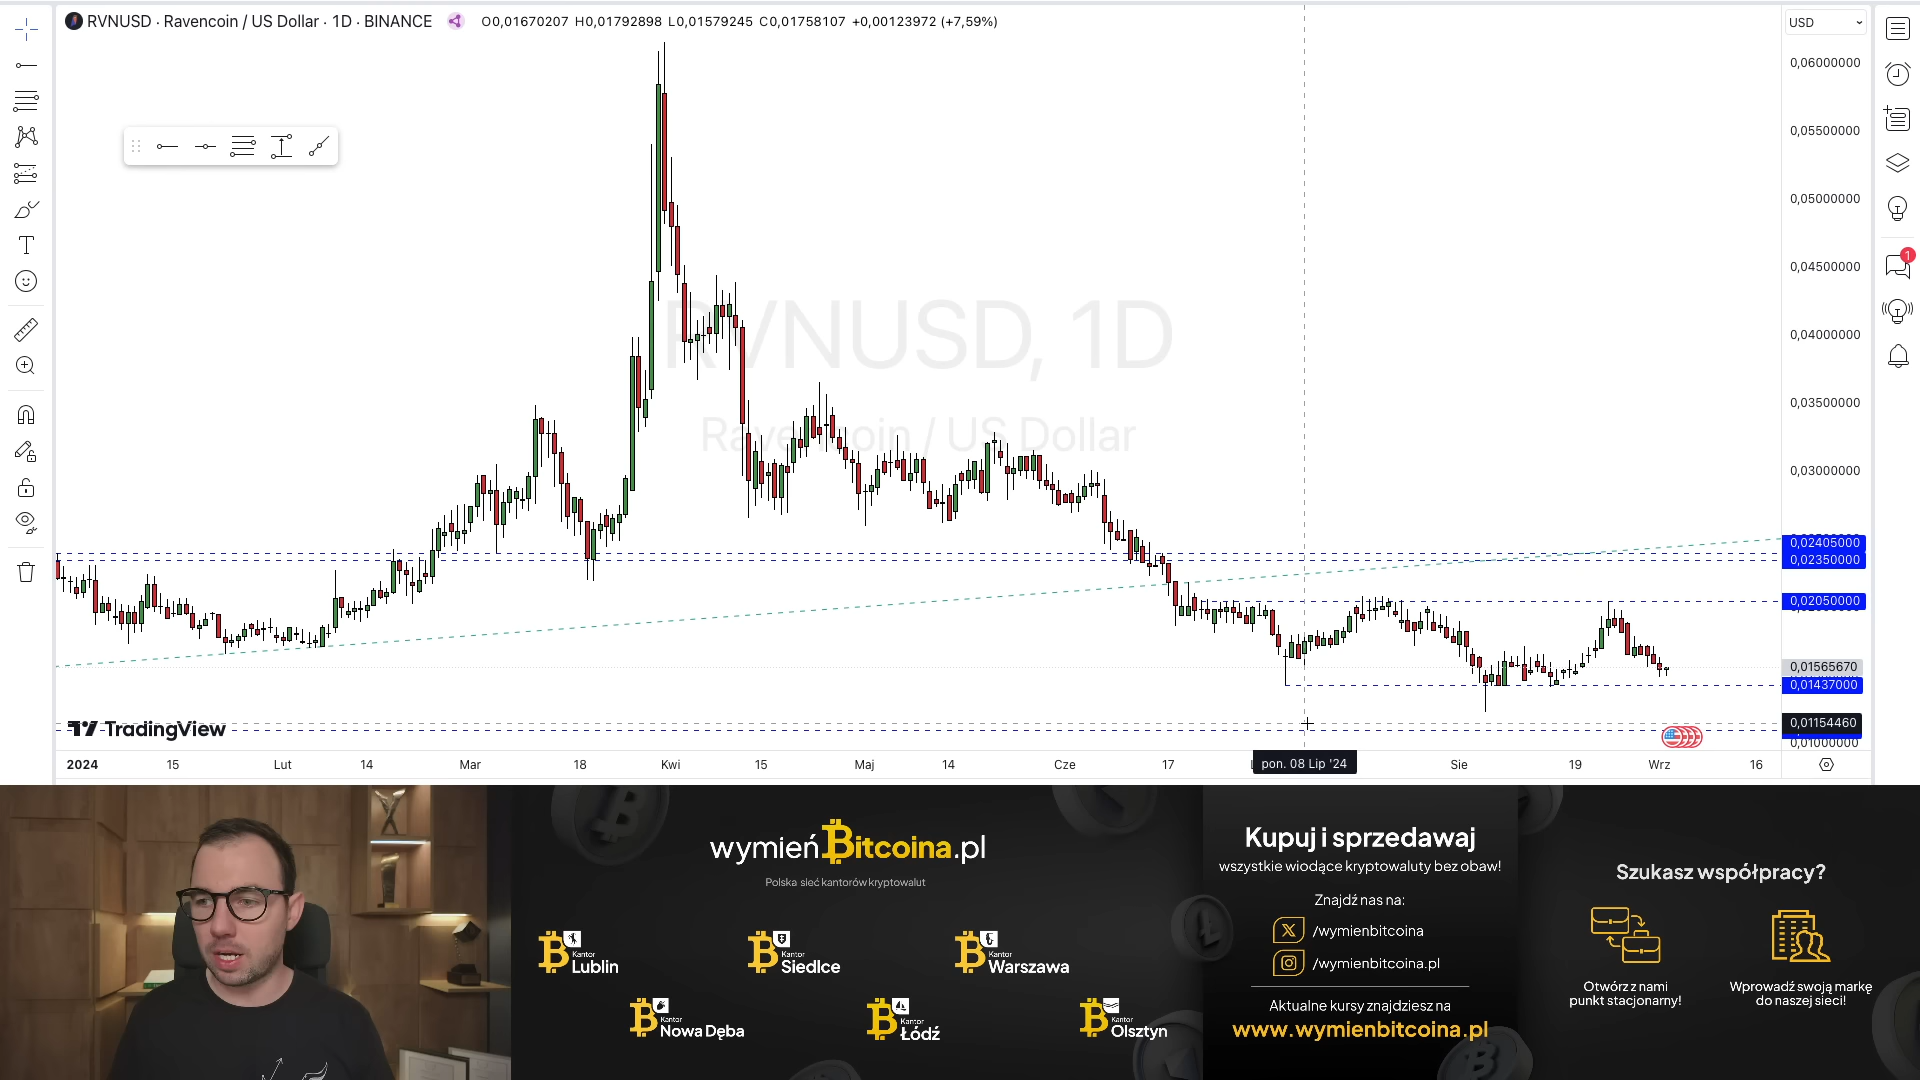 RVNUSD · Ravencoin / US Dollar · 1D · BINANCE
O0,01670207 H0,01792898 L0,01579245 C0,01758107 +0,00123972 (+7,59%)
USD
0,06000000
0,05500000
0,05000000
0,04500000
0,04000000
0,03500000
0,03000000
0,02405000
0,02350000
0,02050000
0,01565670
0,01437000
0,01154460
0,01000000
1
RVNUSD, 1D
Ravencoin / US Dollar
TradingView
2024
15
Lut
14
Mar
18
Kwi
15
Maj
14
Cze
17
pon. 08 Lip '24
Sie
19
Wrz
16
wymieńBitcoina.pl
Polska sieć kantorów kryptowalut
Kantor
Lublin
Kantor
Siedlce
Kantor
Warszawa
Kantor
Nowa Dęba
Kantor
Łódź
Kantor
Olsztyn
Kupuj i sprzedawaj
wszystkie wiodące kryptowaluty bez obaw!
Znajdź nas na:
/wymienbitcoina
/wymienbitcoina.pl
Aktualne kursy znajdziesz na
www.wymienbitcoina.pl
Szukasz współpracy?
Otwórz z nami
punkt stacjonarny!
Wprowadź swoją markę
do naszej sieci!